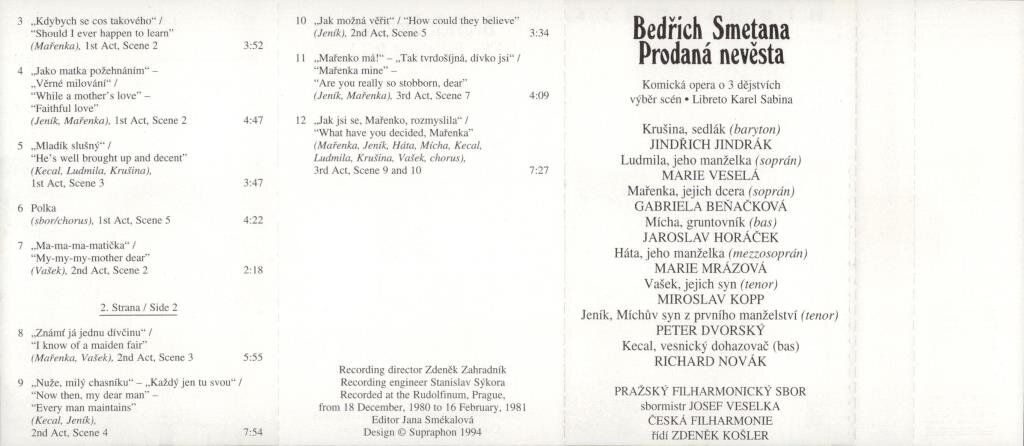 3 „Kdybych se cos takového“ /
“Should I ever happen to learn”
(Mařenka), 1st Act, Scene 2 3:52
4 „Jako matka požehnáním“ –
„Věrné milování“ /
“While a mother's love” –
“Faithful love”
(Jeník, Mařenka), 1st Act, Scene 2 4:47
5 „Mladík slušný“ /
“He's well brought up and decent”
(Kecal, Ludmila, Krušina),
1st Act, Scene 3 3:47
6 Polka
(sbor/chorus), 1st Act, Scene 5 4:22
7 „Ma-ma-ma-matička“ /
“My-my-my-mother dear”
(Vašek), 2nd Act, Scene 2 2:18
2. Strana / Side 2
8 „Známť já jednu dívčinu“ /
“I know of a maiden fair”
(Mařenka, Vašek), 2nd Act, Scene 3 5:55
9 „Nuže, milý chasníku“ – „Každý jen tu svou“ /
“Now then, my dear man” –
“Every man maintains”
(Kecal, Jeník),
2nd Act, Scene 4 7:54
10 „Jak možná věřit“ / “How could they believe”
(Jeník), 2nd Act, Scene 5 3:34
11 „Mařenko má!“ – „Tak tvrdošíjná, dívko jsi“ /
“Mařenka mine” –
“Are you really so stobborn, dear”
(Jeník, Mařenka), 3rd Act, Scene 7 4:09
12 „Jak jsi se, Mařenko, rozmyslila“ /
“What have you decided, Mařenka”
(Mařenka, Jeník, Háta, Mícha, Kecal,
Ludmila, Krušina, Vašek, chorus),
3rd Act, Scene 9 and 10 7:27
Recording director Zdeněk Zahradník
Recording engineer Stanislav Sýkora
Recorded at the Rudolfinum, Prague,
from 18 December, 1980 to 16 February, 1981
Editor Jana Smékalová
Design © Supraphon 1994
Bedřich Smetana
Prodaná nevěsta
Komická opera o 3 dějstvích
výběr scén • Libreto Karel Sabina
Krušina, sedlák (baryton)
JINDŘICH JINDRÁK
Ludmila, jeho manželka (soprán)
MARIE VESELÁ
Mařenka, jejich dcera (soprán)
GABRIELA BEŇAČKOVÁ
Mícha, gruntovník (bas)
JAROSLAV HORÁČEK
Háta, jeho manželka (mezzosoprán)
MARIE MRÁZOVÁ
Vašek, jejich syn (tenor)
MIROSLAV KOPP
Jeník, Míchův syn z prvního manželství (tenor)
PETER DVORSKÝ
Kecal, vesnický dohazovač (bas)
RICHARD NOVÁK
PRAŽSKÝ FILHARMONICKÝ SBOR
sbormistr JOSEF VESELKA
ČESKÁ FILHARMONIE
řídí ZDENĚK KOŠLER